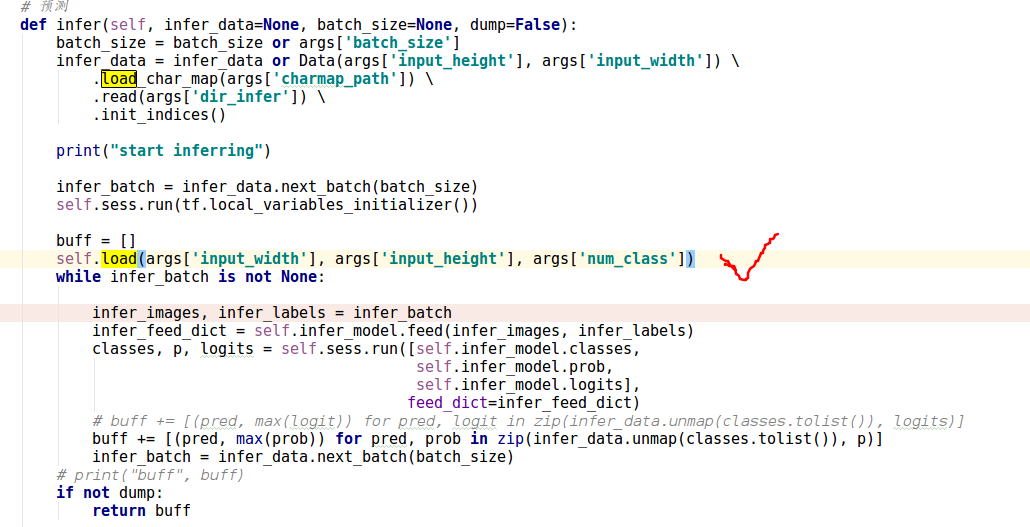 # 预测
def infer(self, infer_data=None, batch_size=None, dump=False):
    batch_size = batch_size or args['batch_size']
    infer_data = infer_data or Data(args['input_height'], args['input_width']) \
        .load_char_map(args['charmap_path']) \
        .read(args['dir_infer']) \
        .init_indices()
    print("start inferring")
    infer_batch = infer_data.next_batch(batch_size)
    self.sess.run(tf.local_variables_initializer())
    buff = []
    self.load(args['input_width'], args['input_height'], args['num_class'])
    while infer_batch is not None:
        infer_images, infer_labels = infer_batch
        infer_feed_dict = self.infer_model.feed(infer_images, infer_labels)
        classes, p, logits = self.sess.run([self.infer_model.classes,
                                            self.infer_model.prob,
                                            self.infer_model.logits],
                                           feed_dict=infer_feed_dict)
        # buff += [(pred, max(logit)) for pred, logit in zip(infer_data.unmap(classes.tolist()), logits)]
        buff += [(pred, max(prob)) for pred, prob in zip(infer_data.unmap(classes.tolist()), p)]
        infer_batch = infer_data.next_batch(batch_size)
    # print("buff", buff)
    if not dump:
        return buff